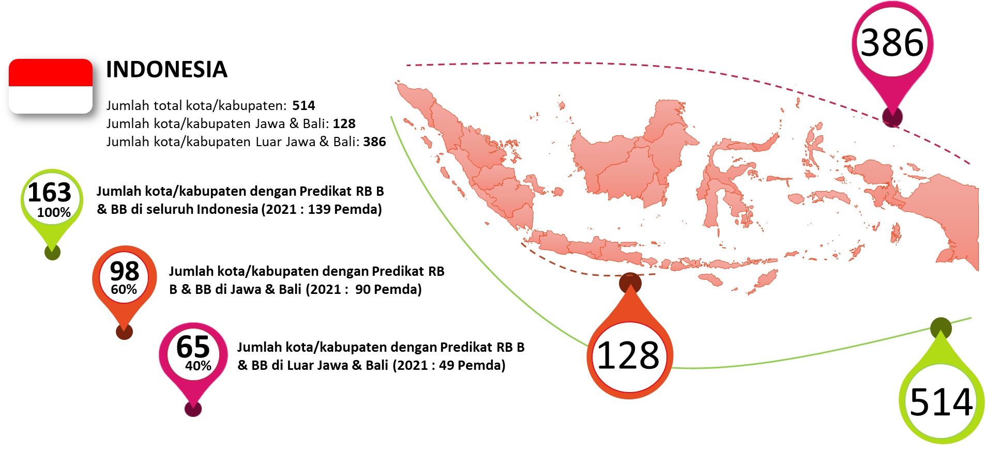 INDONESIA
Jumlah total kota/kabupaten: 514
Jumlah kota/kabupaten Jawa & Bali: 128
Jumlah kota/kabupaten Luar Jawa & Bali: 386
163
100%
Jumlah kota/kabupaten dengan Predikat RB B
& BB di seluruh Indonesia (2021 : 139 Pemda)
98
60%
Jumlah kota/kabupaten dengan Predikat RB
B & BB di Jawa & Bali (2021 : 90 Pemda)
65
40%
Jumlah kota/kabupaten dengan Predikat RB B
& BB di Luar Jawa & Bali (2021 : 49 Pemda)
386
128
514